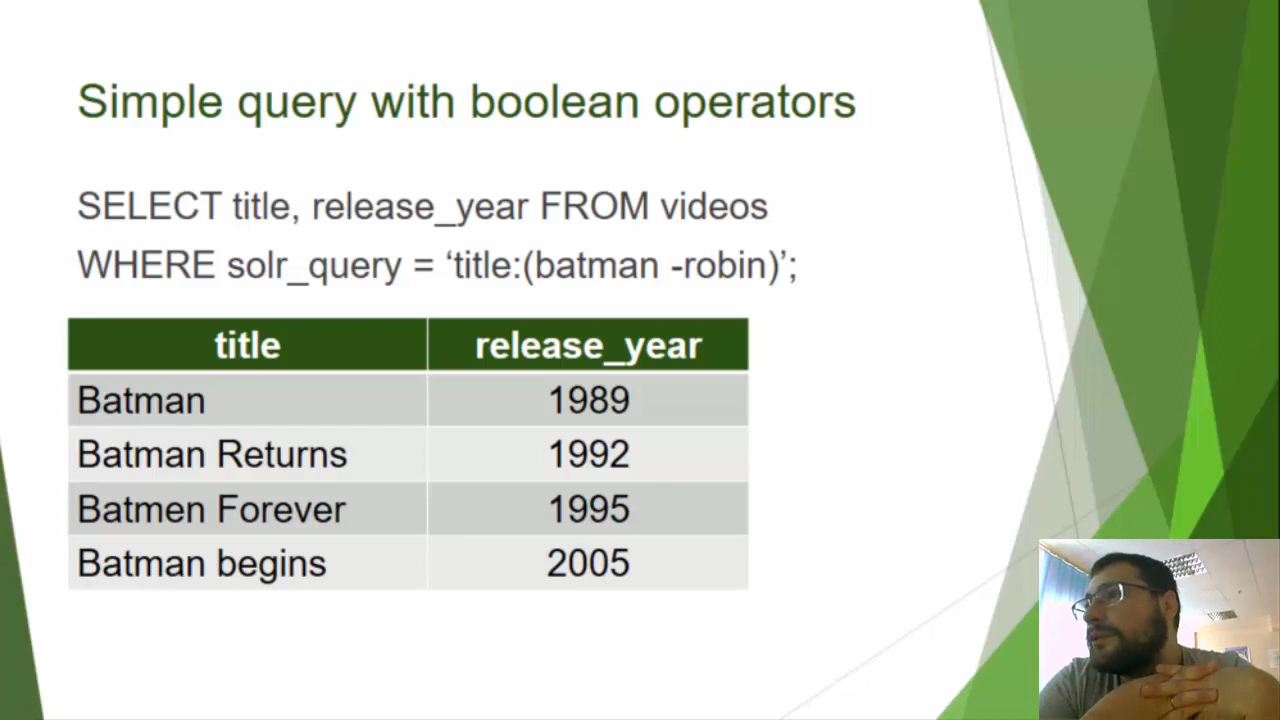 Simple query with boolean operators
SELECT title, release_year FROM videos
WHERE solr_query = ‘title:(batman -robin)’;
title release_year
Batman 1989
Batman Returns 1992
Batmen Forever 1995
Batman begins 2005